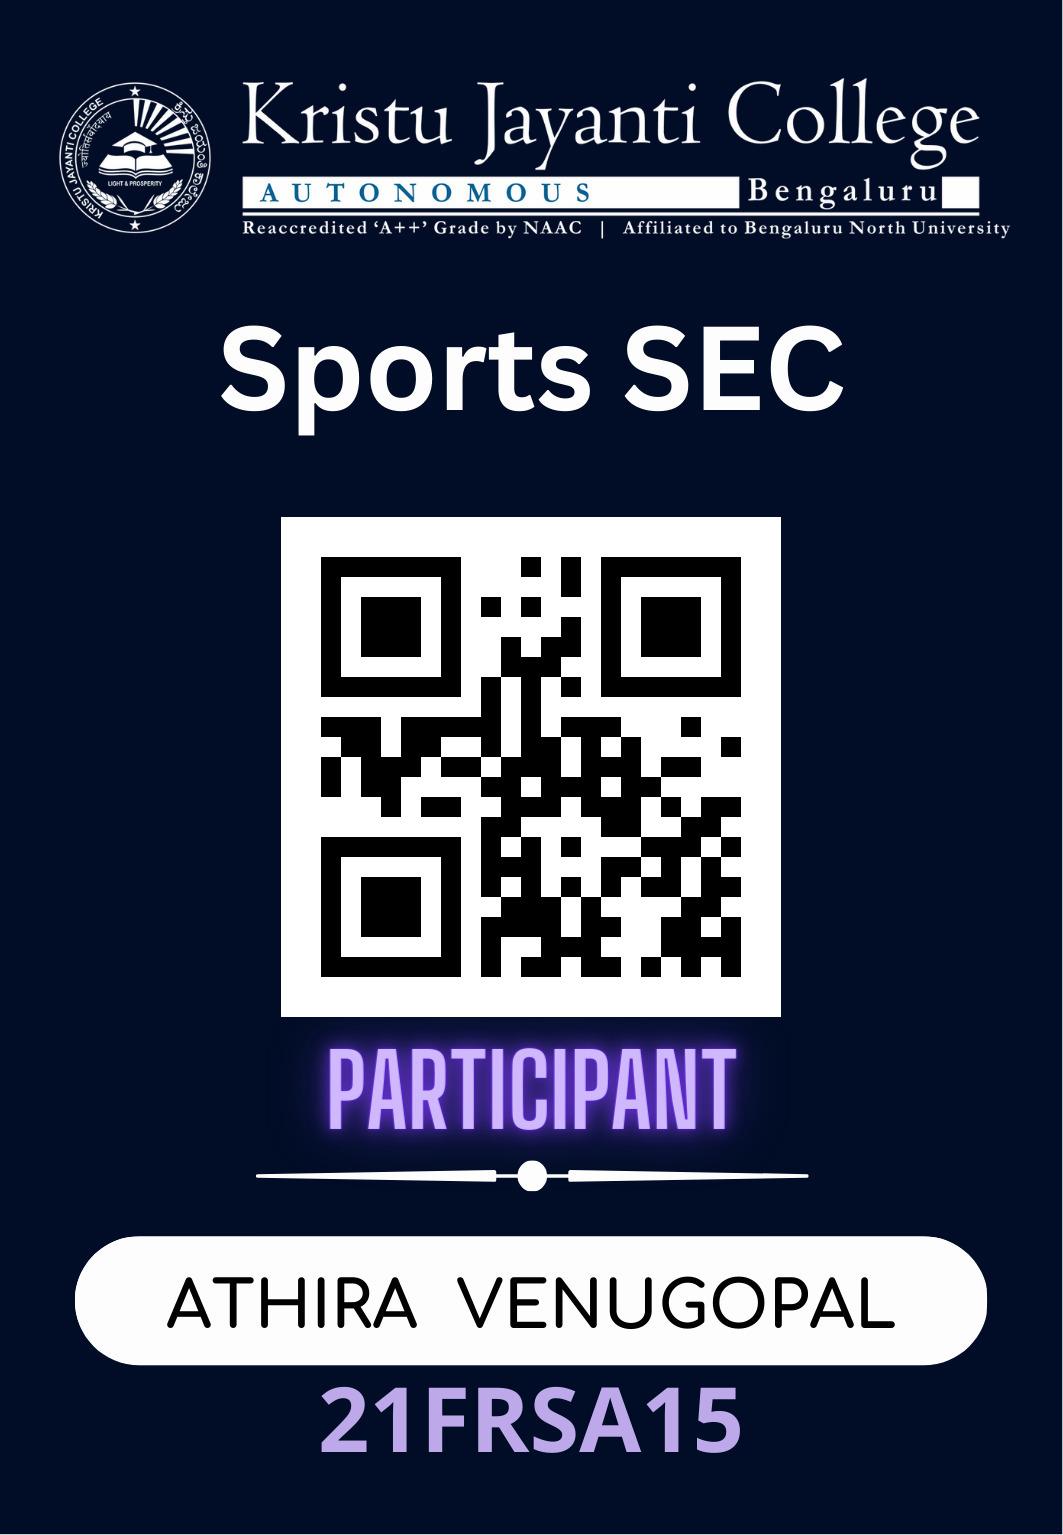 Kristu Jayanti College
AUTONOMOUS Bengaluru
Reaccredited ‘A++’ Grade by NAAC | Affiliated to Bengaluru North University
KRISTU JAYANTI COLLEGE
ಕ್ರಿಸ್ತು ಜಯಂತಿ ಕಾಲೇಜು
LIGHT & PROSPERITY
Sports SEC
PARTICIPANT
ATHIRA VENUGOPAL
21FRSA15